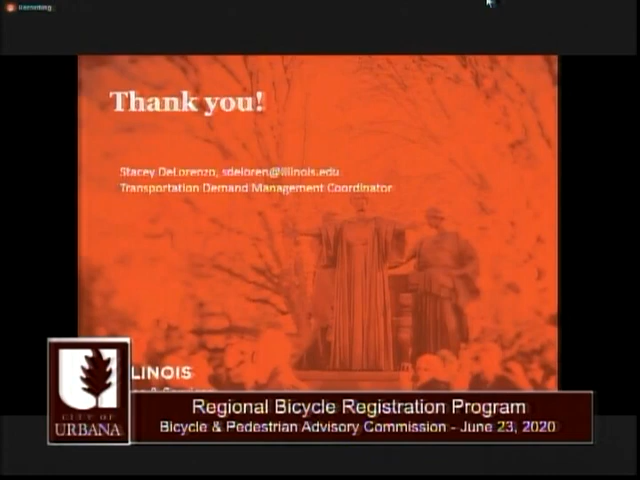 Thank you!
Stacey DeLorenzo, sdeloren@illinois.edu
Transportation Demand Management Coordinator
LLINOIS
CITY OF
URBANA
Regional Bicycle Registration Program
Bicycle & Pedestrian Advisory Commission - June 23, 2020